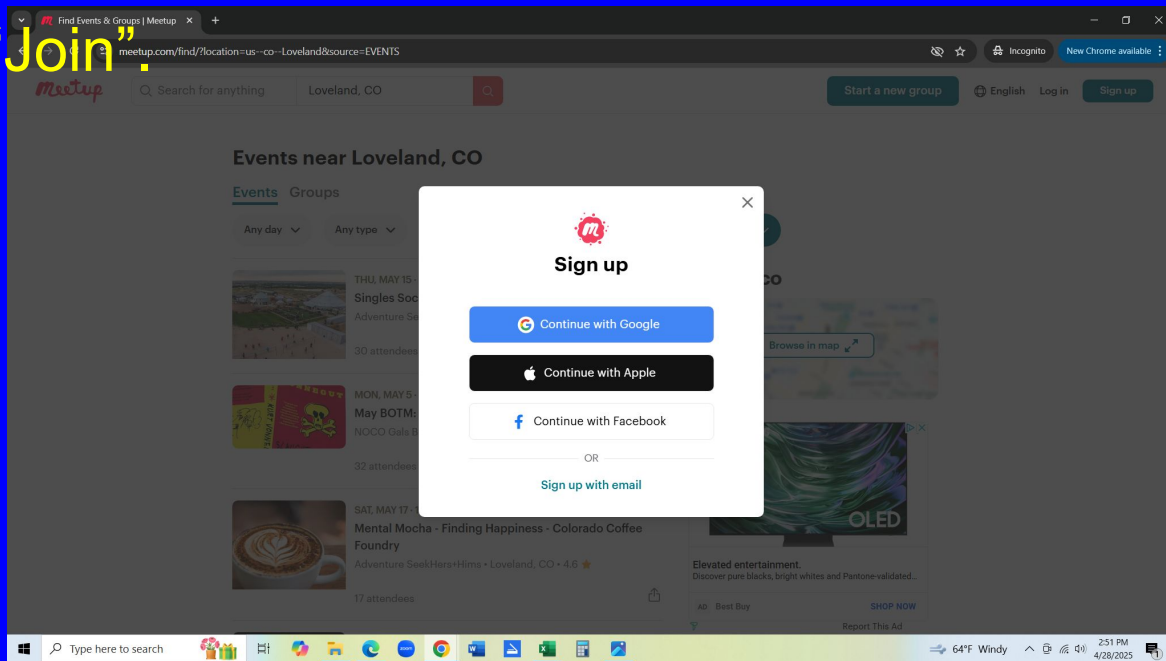 Find Events & Groups | Meetup
Join”.
meetup.com/find/?location=us--co--Loveland&source=EVENTS
Incognito
New Chrome available
meetup
Search for anything
Loveland, CO
Start a new group
English
Log in
Sign up
Events near Loveland, CO
Events Groups
Any day
Any type
Sign up
Continue with Google
Continue with Apple
Continue with Facebook
OR
Sign up with email
THU, MAY 15 ·
Singles Soc
Adventure Se
30 attendees
MON, MAY 5 ·
May BOTM:
NOCO Gala B
32 attendees
SAT, MAY 17 · 1
Mental Mocha - Finding Happiness - Colorado Coffee
Foundry
Adventure SeekHers+Hims • Loveland, CO • 4.6
17 attendees
co
Browse in map
OLED
Elevated entertainment.
Discover pure blacks, bright whites and Pantone-validated...
AD Best Buy
SHOP NOW
Report This Ad
Type here to search
zoom
64°F Windy
2:51 PM
4/28/2025